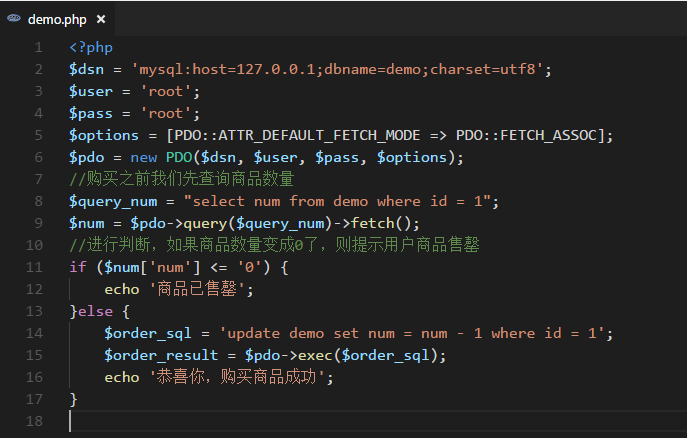 demo.php ×
1 <?php
2 $dsn = 'mysql:host=127.0.0.1;dbname=demo;charset=utf8';
3 $user = 'root';
4 $pass = 'root';
5 $options = [PDO::ATTR_DEFAULT_FETCH_MODE => PDO::FETCH_ASSOC];
6 $pdo = new PDO($dsn, $user, $pass, $options);
7 //购买之前我们先查询商品数量
8 $query_num = "select num from demo where id = 1";
9 $num = $pdo->query($query_num)->fetch();
10 //进行判断，如果商品数量变成0了，则提示用户商品售罄
11 if ($num['num'] <= '0') {
12     echo '商品已售罄';
13 }else {
14     $order_sql = 'update demo set num = num - 1 where id = 1';
15     $order_result = $pdo->exec($order_sql);
16     echo '恭喜你，购买商品成功';
17 }
18